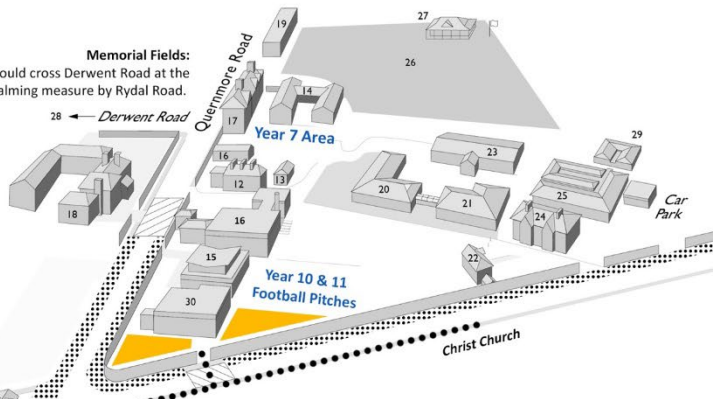 Memorial Fields:
ould cross Derwent Road at the
alming measure by Rydal Road.
28
Derwent Road
Quernmore Road
19
27
26
17
14
Year 7 Area
16
12
13
23
29
20
21
25
24
Car
Park
18
16
15
22
Year 10 & 11
Football Pitches
30
Christ Church